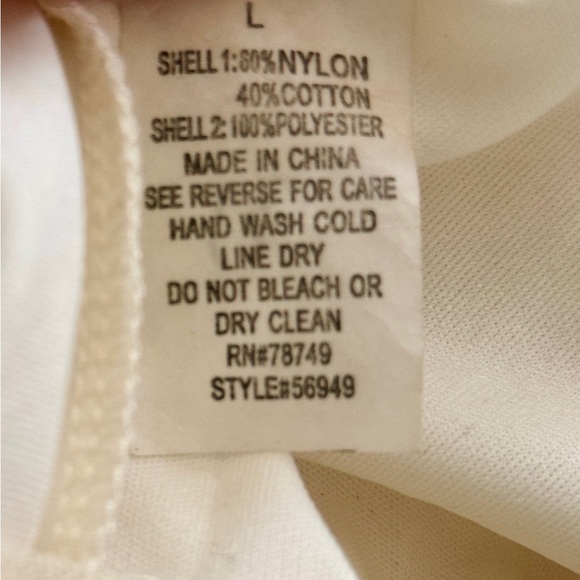 L
SHELL 1:60%NYLON
40%COTTON
SHELL 2: 100%POLYESTER
MADE IN CHINA
SEE REVERSE FOR CARE
HAND WASH COLD
LINE DRY
DO NOT BLEACH OR
DRY CLEAN
RN#78749
STYLE#56949